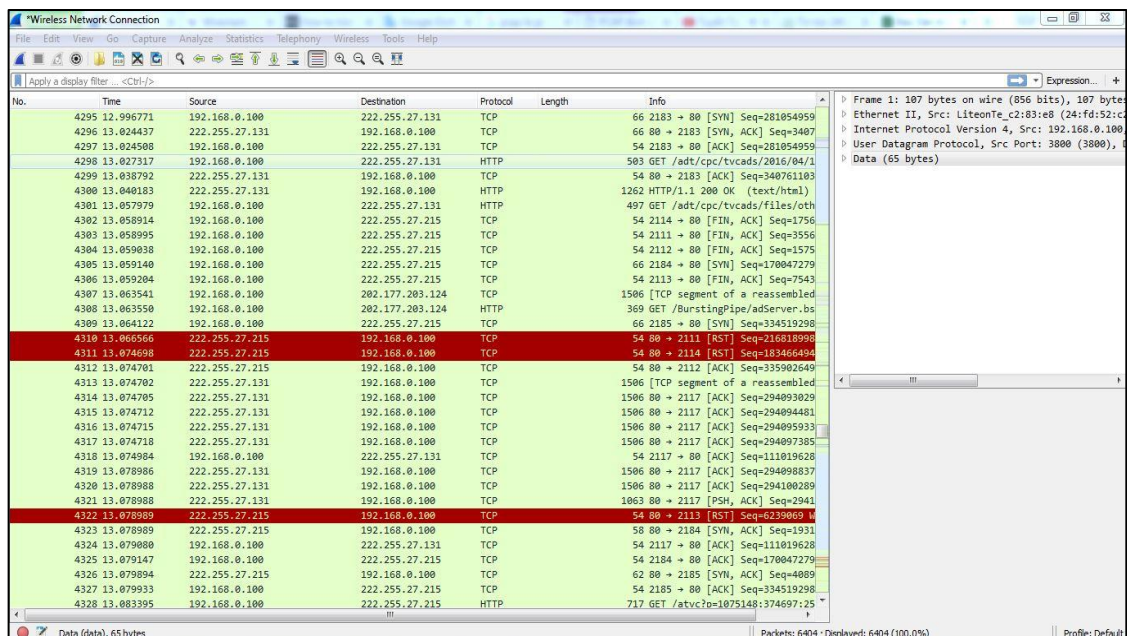 *Wireless Network Connection
File Edit View Go Capture Analyze Statistics Telephony Wireless Tools Help
Apply a display filter ... <Ctrl-/> Expression... +
No. Time Source Destination Protocol Length Info
4295 12.996771 192.168.0.100 222.255.27.131 TCP 66 2183 → 80 [SYN] Seq=281054959
4296 13.024437 222.255.27.131 192.168.0.100 TCP 66 80 → 2183 [SYN, ACK] Seq=3407
4297 13.024508 192.168.0.100 222.255.27.131 TCP 54 2183 → 80 [ACK] Seq=281054959
4298 13.027317 192.168.0.100 222.255.27.131 HTTP 503 GET /adt/cpc/tvcads/2016/04/1
4299 13.038792 222.255.27.131 192.168.0.100 TCP 54 80 → 2183 [ACK] Seq=340761103
4300 13.040183 222.255.27.131 192.168.0.100 HTTP 1262 HTTP/1.1 200 OK (text/html)
4301 13.057979 192.168.0.100 222.255.27.131 HTTP 497 GET /adt/cpc/tvcads/files/oth
4302 13.058914 192.168.0.100 222.255.27.215 TCP 54 2114 → 80 [FIN, ACK] Seq=1756
4303 13.058995 192.168.0.100 222.255.27.215 TCP 54 2111 → 80 [FIN, ACK] Seq=3556
4304 13.059038 192.168.0.100 222.255.27.215 TCP 54 2112 → 80 [FIN, ACK] Seq=1575
4305 13.059140 192.168.0.100 222.255.27.215 TCP 66 2184 → 80 [SYN] Seq=170047279
4306 13.059204 192.168.0.100 222.255.27.215 TCP 54 2113 → 80 [FIN, ACK] Seq=7543
4307 13.063541 192.168.0.100 202.177.203.124 TCP 1506 [TCP segment of a reassembled
4308 13.063550 192.168.0.100 202.177.203.124 HTTP 369 GET /BurstingPipe/adServer.bs
4309 13.064122 192.168.0.100 222.255.27.215 TCP 66 2185 → 80 [SYN] Seq=334519298
4310 13.066566 222.255.27.215 192.168.0.100 TCP 54 80 → 2111 [RST] Seq=216818998
4311 13.074698 222.255.27.215 192.168.0.100 TCP 54 80 → 2114 [RST] Seq=183466494
4312 13.074701 222.255.27.215 192.168.0.100 TCP 54 80 → 2112 [ACK] Seq=335902649
4313 13.074702 222.255.27.131 192.168.0.100 TCP 1506 [TCP segment of a reassembled
4314 13.074705 222.255.27.131 192.168.0.100 TCP 1506 80 → 2117 [ACK] Seq=294093029
4315 13.074712 222.255.27.131 192.168.0.100 TCP 1506 80 → 2117 [ACK] Seq=294094481
4316 13.074715 222.255.27.131 192.168.0.100 TCP 1506 80 → 2117 [ACK] Seq=294095933
4317 13.074718 222.255.27.131 192.168.0.100 TCP 1506 80 → 2117 [ACK] Seq=294097385
4318 13.074984 192.168.0.100 222.255.27.131 TCP 54 2117 → 80 [ACK] Seq=111019628
4319 13.078986 222.255.27.131 192.168.0.100 TCP 1506 80 → 2117 [ACK] Seq=294098837
4320 13.078988 222.255.27.131 192.168.0.100 TCP 1506 80 → 2117 [ACK] Seq=294100289
4321 13.078988 222.255.27.131 192.168.0.100 TCP 1063 80 → 2117 [PSH, ACK] Seq=2941
4322 13.078989 222.255.27.215 192.168.0.100 TCP 54 80 → 2113 [RST] Seq=6239069 W
4323 13.078989 222.255.27.215 192.168.0.100 TCP 58 80 → 2184 [SYN, ACK] Seq=1931
4324 13.079080 192.168.0.100 222.255.27.131 TCP 54 2117 → 80 [ACK] Seq=111019628
4325 13.079147 192.168.0.100 222.255.27.215 TCP 54 2184 → 80 [ACK] Seq=170047279
4326 13.079894 222.255.27.215 192.168.0.100 TCP 62 80 → 2185 [SYN, ACK] Seq=4089
4327 13.079933 192.168.0.100 222.255.27.215 TCP 54 2185 → 80 [ACK] Seq=334519298
4328 13.083395 192.168.0.100 222.255.27.215 HTTP 717 GET /atvc?p=1075148:374697:25
Frame 1: 107 bytes on wire (856 bits), 107 bytes
Ethernet II, Src: LiteonTe_c2:83:e8 (24:fd:52:c2
Internet Protocol Version 4, Src: 192.168.0.100,
User Datagram Protocol, Src Port: 3800 (3800), D
Data (65 bytes)
Data (data), 65 bytes Packets: 6404 · Displayed: 6404 (100.0%) Profile: Default